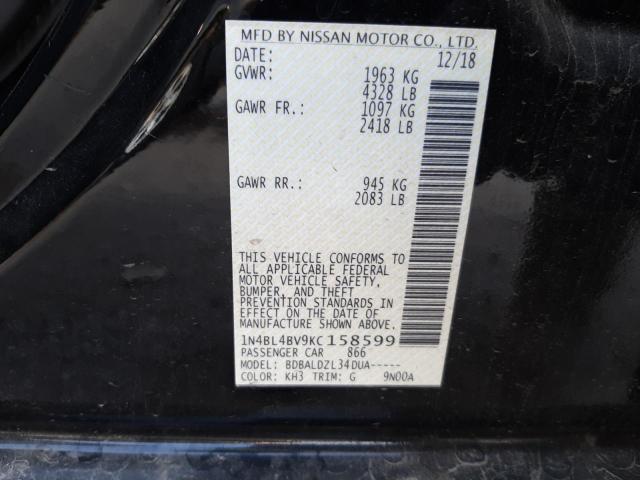 MFD BY NISSAN MOTOR CO., LTD.
DATE: 12/18
GVWR: 1963 KG
4328 LB
GAWR FR.: 1097 KG
2418 LB
GAWR RR.: 945 KG
2083 LB
THIS VEHICLE CONFORMS TO
ALL APPLICABLE FEDERAL
MOTOR VEHICLE SAFETY,
BUMPER, AND THEFT
PREVENTION STANDARDS IN
EFFECT ON THE DATE OF
MANUFACTURE SHOWN ABOVE.
1N4BL4BV9KC158599
PASSENGER CAR 866
MODEL: BDBALDZL34DUA-----
COLOR: KH3 TRIM: G 9N00A